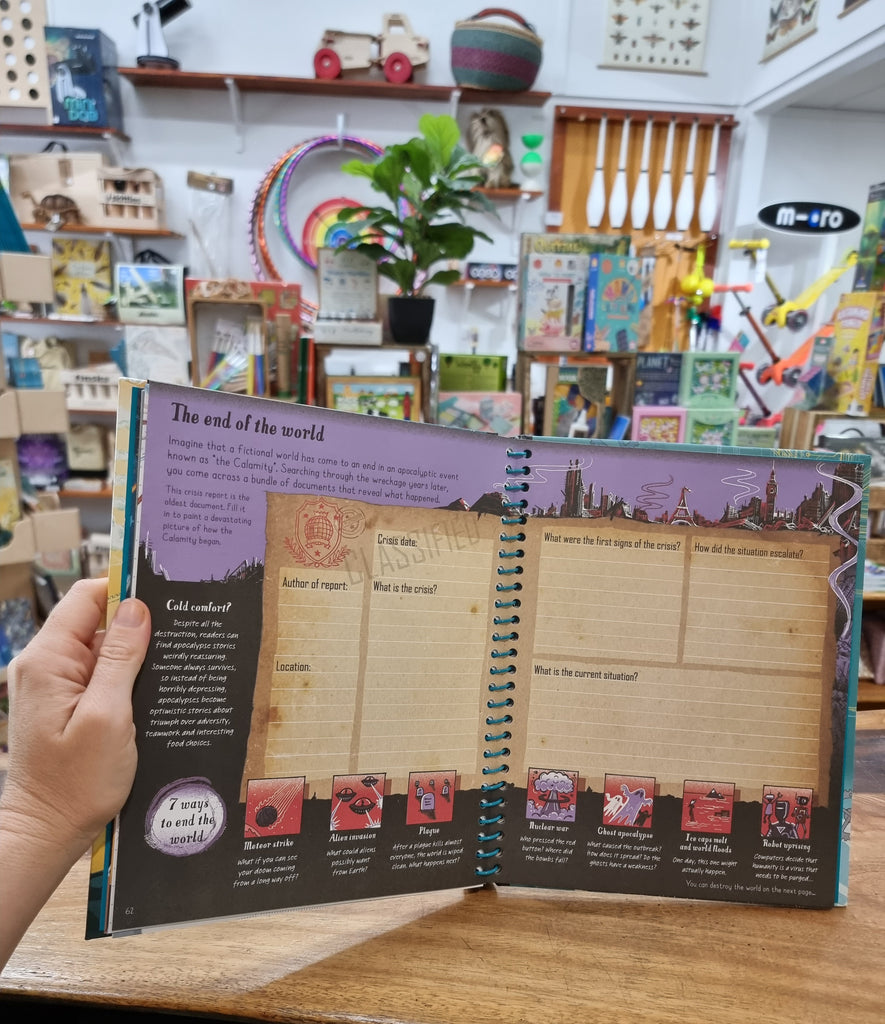 m-cro
The end of the world
Imagine that a fictional world has come to an end in an apocalyptic event
known as "the Calamity". Searching through the wreckage years later,
you come across a bundle of documents that reveal what happened.
This crisis report is the
oldest document. Fill it
in to paint a devastating
picture of how the
Calamity began.
CLASSIFIED
Crisis date:
Author of report:
What is the crisis?
Location:
Cold comfort?
Despite all the
destruction, readers can
find apocalypse stories
weirdly reassuring.
Someone always survives,
so instead of being
horribly depressing,
apocalypses become
optimistic stories about
triumph over adversity,
teamwork and interesting
food choices.
What were the first signs of the crisis?
How did the situation escalate?
What is the current situation?
7 ways
to end the
world
Meteor strike
What if you can see
your doom coming
from a long way off?
Alien invasion
What could aliens
possibly want
from Earth?
Plague
After a plague kills almost
everyone, the world is wiped
clean. What happens next?
Nuclear war
Who pressed the red
button? Where did
the bombs fall?
Ghost apocalypse
What caused the outbreak?
How does it spread? Do the
ghosts have a weakness?
Ice caps melt
and world floods
One day, this one might
actually happen.
Robot uprising
Computers decide that
humanity is a virus that
needs to be purged...
You can destroy the world on the next page...
62